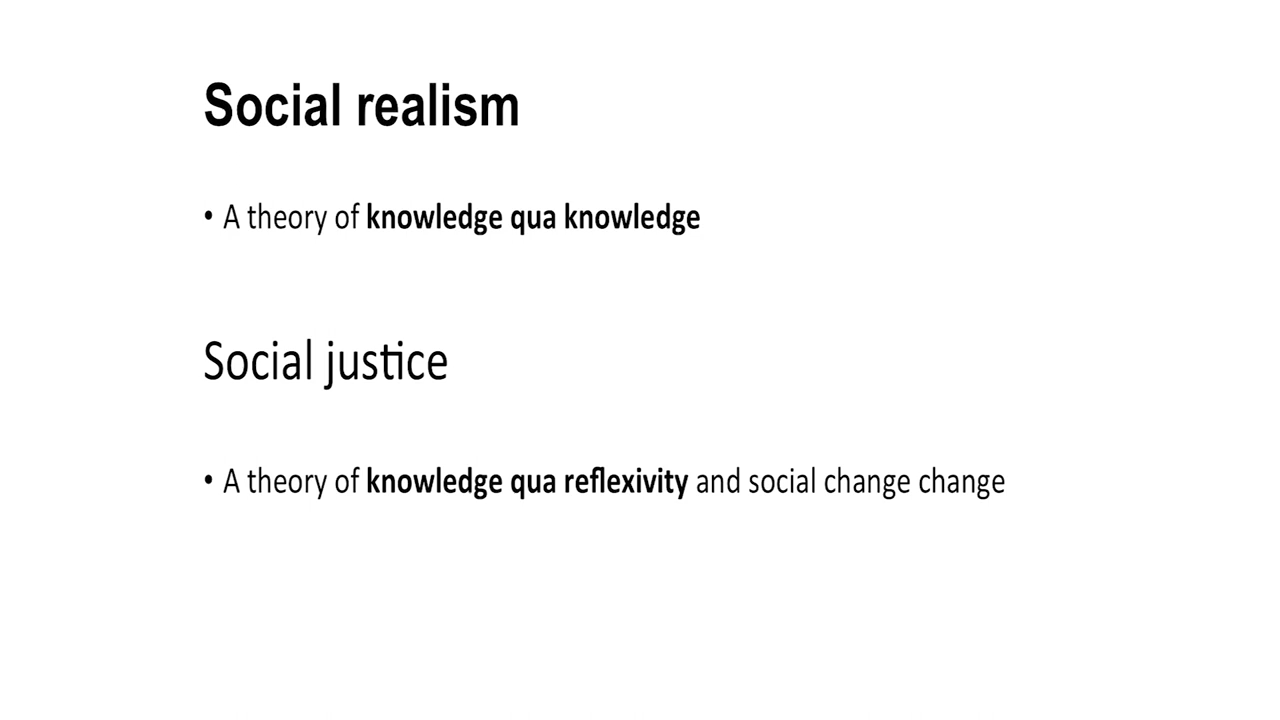 Social realism
• A theory of knowledge qua knowledge
Social justice
• A theory of knowledge qua reflexivity and social change change